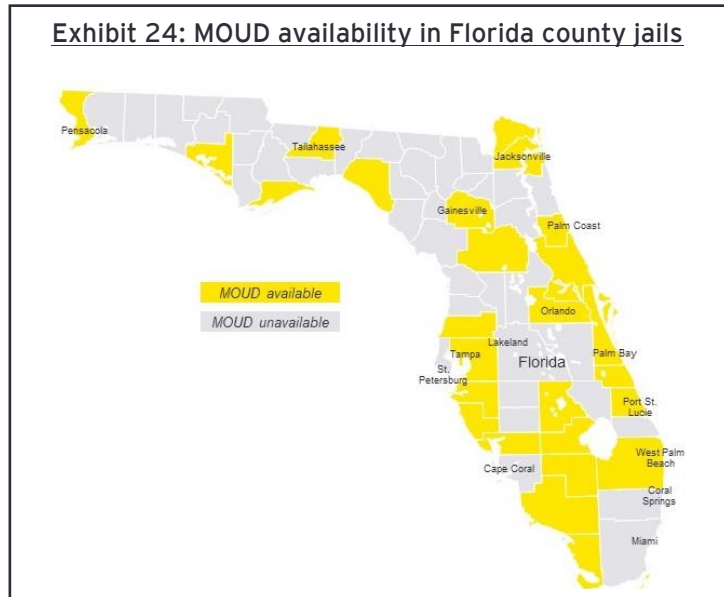 Exhibit 24: MOUD availability in Florida county jails
Pensacola
Tallahassee
Jacksonville
Gainesville
Palm Coast
MOUD available
MOUD unavailable
Orlando
Lakeland
Tampa
Palm Bay
Florida
St.
Petersburg
Port St.
Lucie
West Palm
Beach
Cape Coral
Coral
Springs
Miami